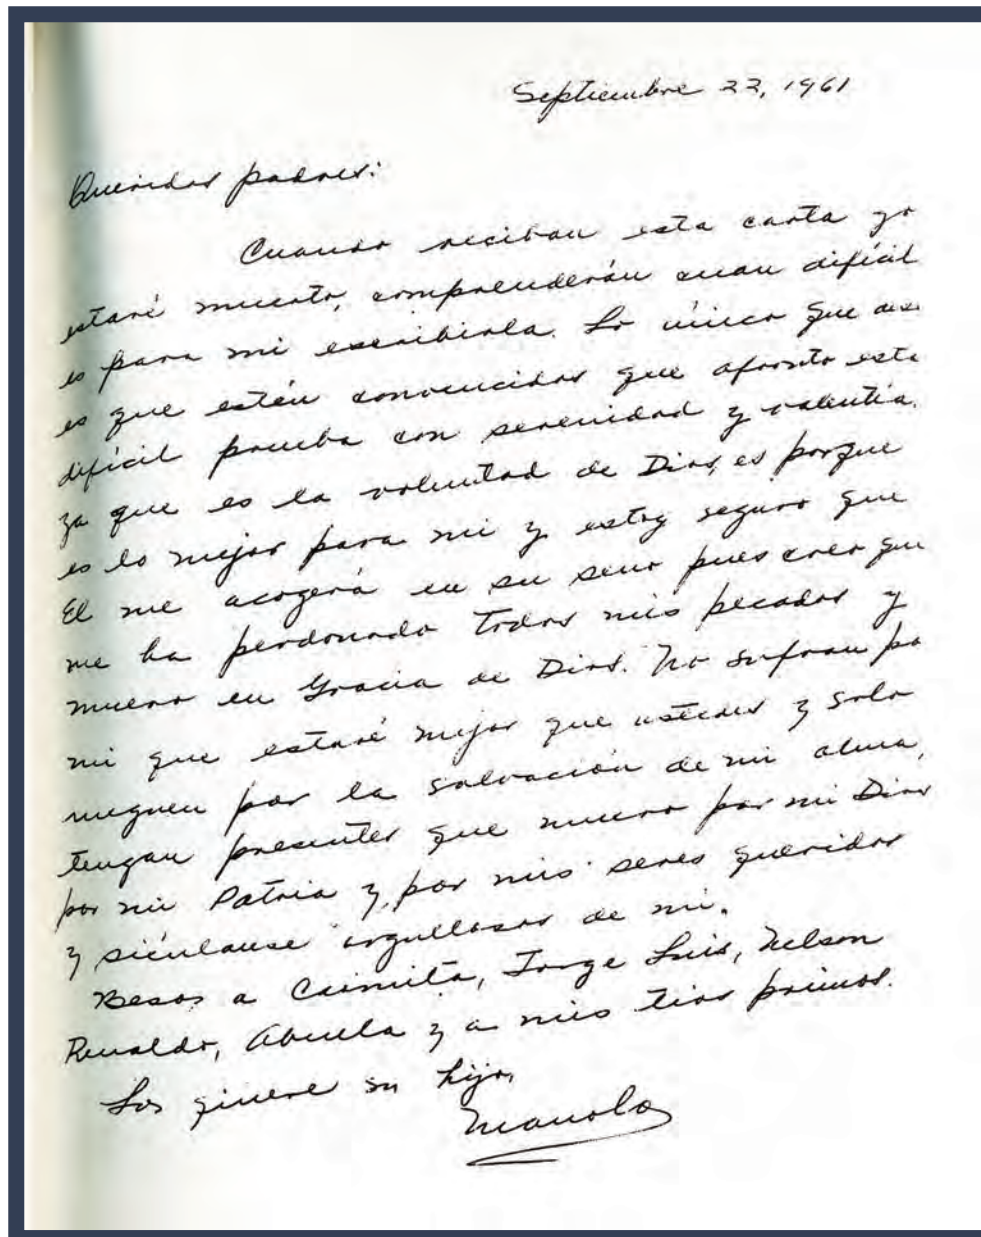 Septiembre 22, 1961
Queridos padres:
Cuando reciban esta carta ya
estaré muerto, comprenderán cuan difícil
es para mi escribirla. Lo único que
es que estén convencidos que afronto esta
difícil prueba con serenidad y valentía.
ya que es la voluntad de Dios, es porque
es lo mejor para mi y estoy seguro que
El me acogerá en su seno pues creo que
me ha perdonado todos mis pecados y
muero en Gracia de Dios. No sufran po
mi que estaré mejor que ustedes y solo
rueguen por la salvación de mi alma,
tengan presentes que muero por mi Dios
por mi Patria y por mis seres queridos
y siéntanse orgullosos de mi.
Besos a Cuimita, Jorge Luis, Nelson
Renaldo, Abuela y a mis tios primos.
Los quiere su hijo,
Manolo